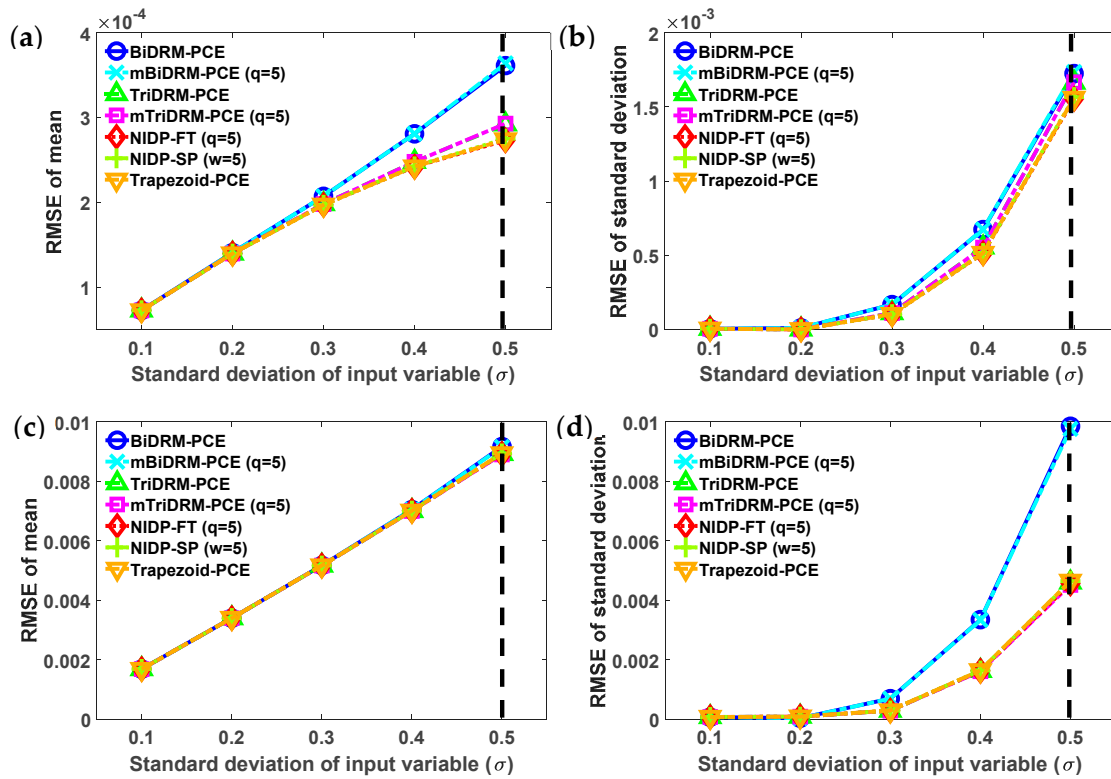 (a)
×10⁻⁴
4
3
2
1
RMSE of mean
BiDRM-PCE
mBiDRM-PCE (q=5)
TriDRM-PCE
mTriDRM-PCE (q=5)
NIDP-FT (q=5)
NIDP-SP (w=5)
Trapezoid-PCE
0.1 0.2 0.3 0.4 0.5
Standard deviation of input variable (σ)
(b)
×10⁻³
2
1.5
1
0.5
0
RMSE of standard deviation
BiDRM-PCE
mBiDRM-PCE (q=5)
TriDRM-PCE
mTriDRM-PCE (q=5)
NIDP-FT (q=5)
NIDP-SP (w=5)
Trapezoid-PCE
0.1 0.2 0.3 0.4 0.5
Standard deviation of input variable (σ)
(c)
0.01
0.008
0.006
0.004
0.002
0
RMSE of mean
BiDRM-PCE
mBiDRM-PCE (q=5)
TriDRM-PCE
mTriDRM-PCE (q=5)
NIDP-FT (q=5)
NIDP-SP (w=5)
Trapezoid-PCE
0.1 0.2 0.3 0.4 0.5
Standard deviation of input variable (σ)
(d)
0.01
0.008
0.006
0.004
0.002
0
RMSE of standard deviation
BiDRM-PCE
mBiDRM-PCE (q=5)
TriDRM-PCE
mTriDRM-PCE (q=5)
NIDP-FT (q=5)
NIDP-SP (w=5)
Trapezoid-PCE
0.1 0.2 0.3 0.4 0.5
Standard deviation of input variable (σ)